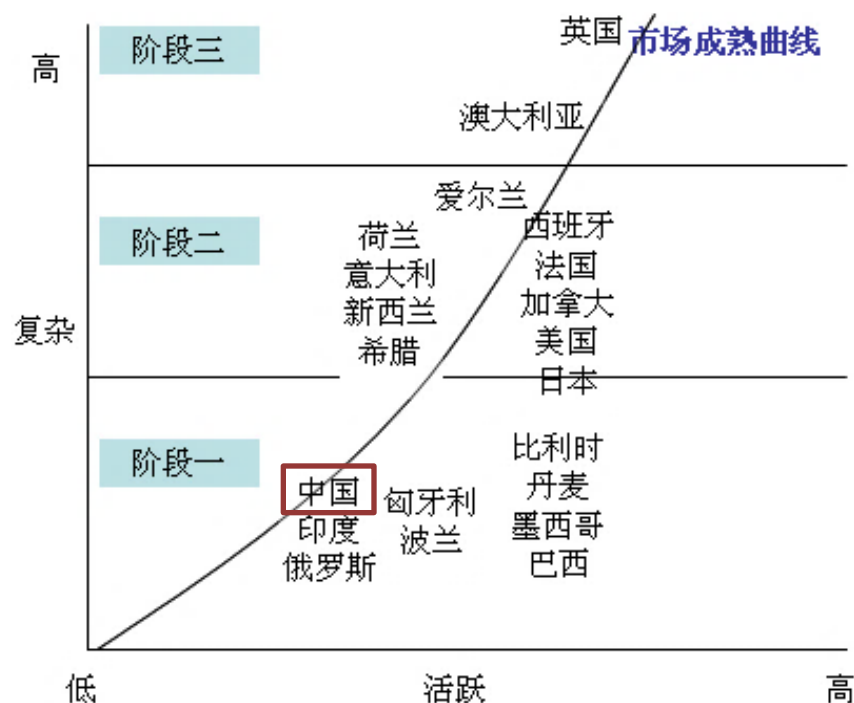 英国
市场成熟曲线
阶段三
高
澳大利亚
爱尔兰
阶段二
荷兰
意大利
新西兰
希腊
西班牙
法国
加拿大
美国
日本
复杂
阶段一
中国
印度
俄罗斯
匈牙利
波兰
比利时
丹麦
墨西哥
巴西
低
活跃
高